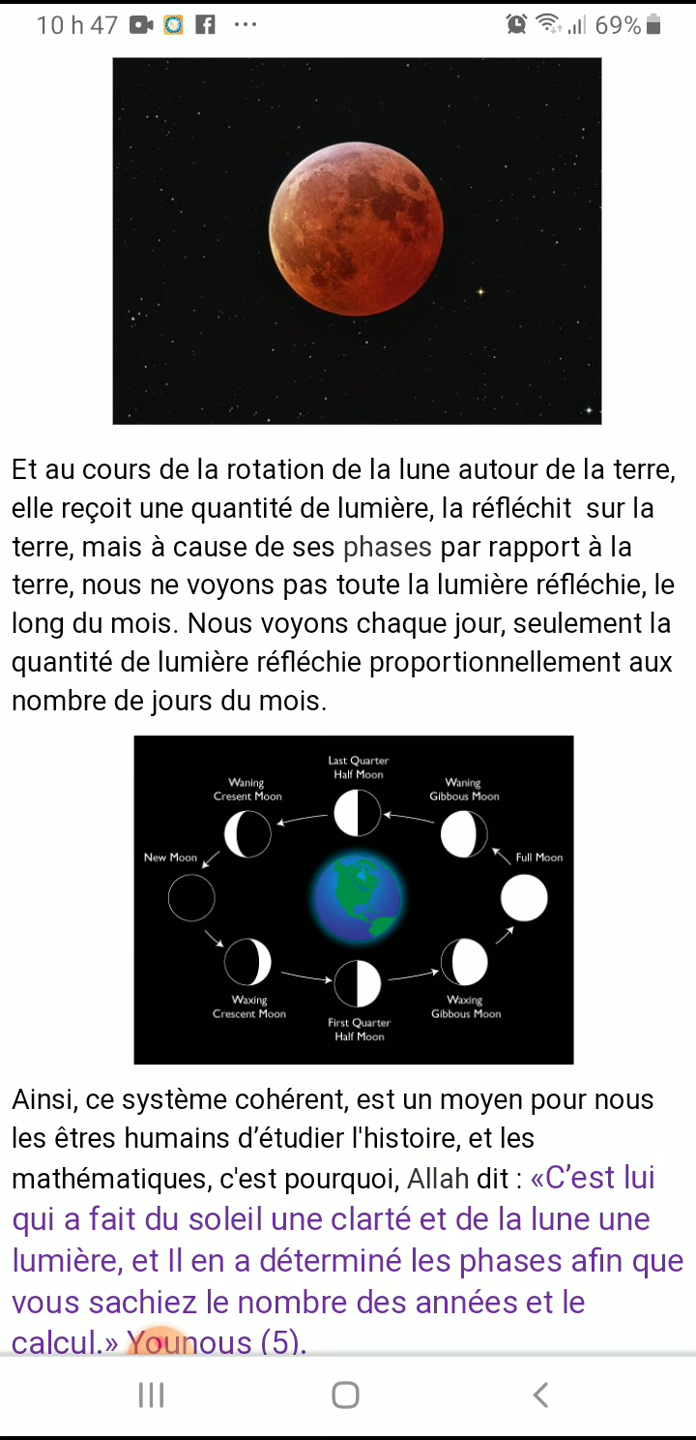 10 h 47
69%
Et au cours de la rotation de la lune autour de la terre,
elle reçoit une quantité de lumière, la réfléchit sur la
terre, mais à cause de ses phases par rapport à la
terre, nous ne voyons pas toute la lumière réfléchie, le
long du mois. Nous voyons chaque jour, seulement la
quantité de lumière réfléchie proportionnellement aux
nombre de jours du mois.
Last Quarter
Half Moon
Waning
Cresent Moon
Waning
Gibbous Moon
New Moon
Full Moon
Waxing
Crescent Moon
First Quarter
Half Moon
Waxing
Gibbous Moon
Ainsi, ce système cohérent, est un moyen pour nous
les êtres humains d’étudier l'histoire, et les
mathématiques, c'est pourquoi, Allah dit : «C’est lui
qui a fait du soleil une clarté et de la lune une
lumière, et Il en a déterminé les phases afin que
vous sachiez le nombre des années et le
calcul.» Younous (5).